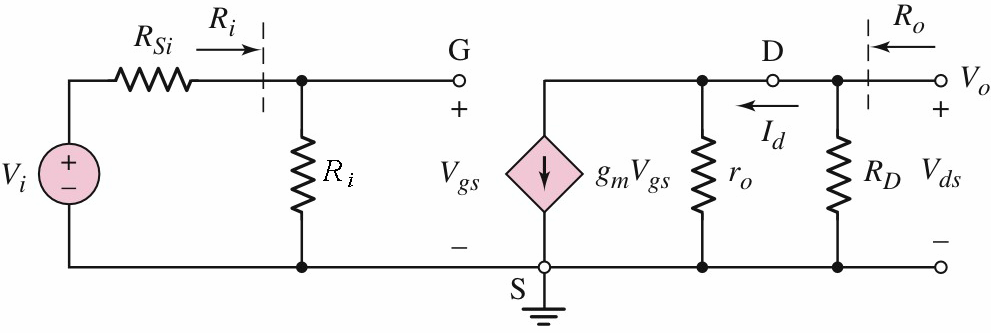 R_Si
R_i
G
D
R_o
V_o
+
+
I_d
V_i
+
−
R_i
V_gs
g_mV_gs
r_o
R_D
V_ds
−
−
S